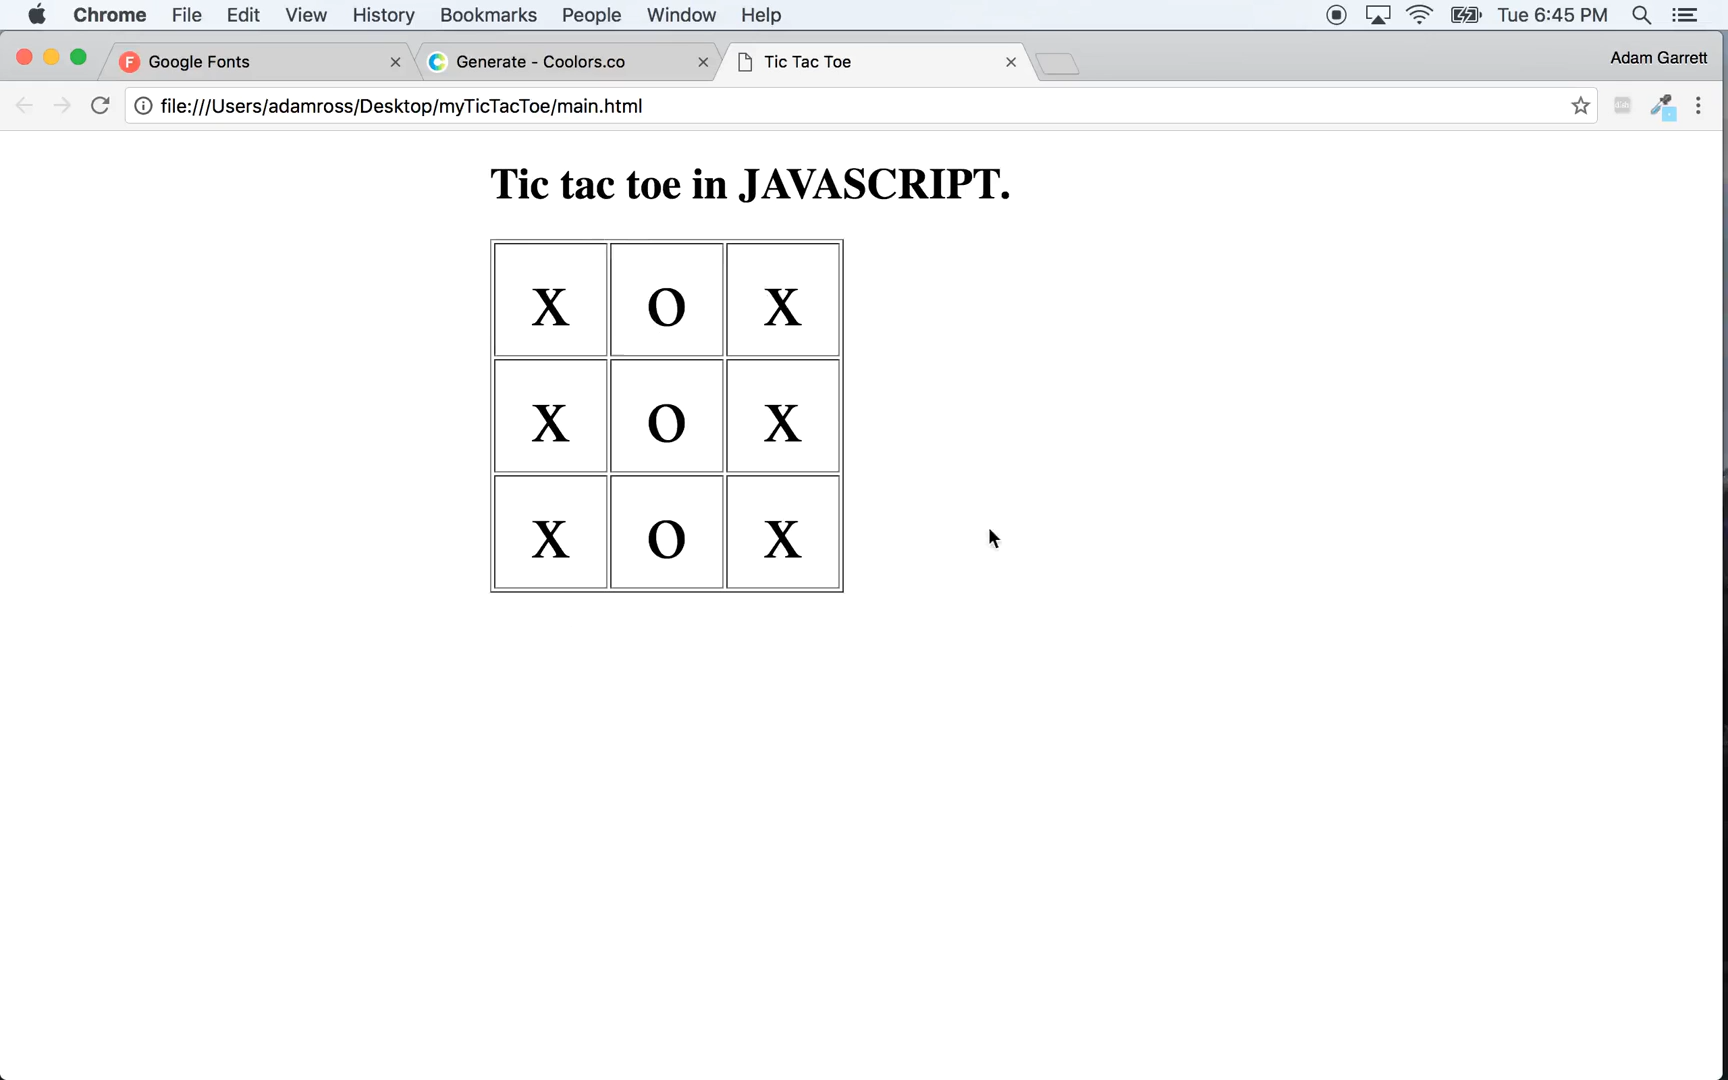 Chrome File Edit View History Bookmarks People Window Help Tue 6:45 PM
Google Fonts Generate - Coolors.co Tic Tac Toe Adam Garrett
file:///Users/adamross/Desktop/myTicTacToe/main.html
Tic tac toe in JAVASCRIPT.
X O X
X O X
X O X